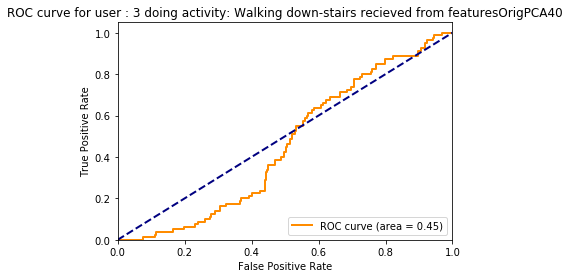 ROC curve for user : 3 doing activity: Walking down-stairs recieved from featuresOrigPCA40
1.0
0.8
0.6
0.4
0.2
0.0
True Positive Rate
ROC curve (area = 0.45)
0.0 0.2 0.4 0.6 0.8 1.0
False Positive Rate